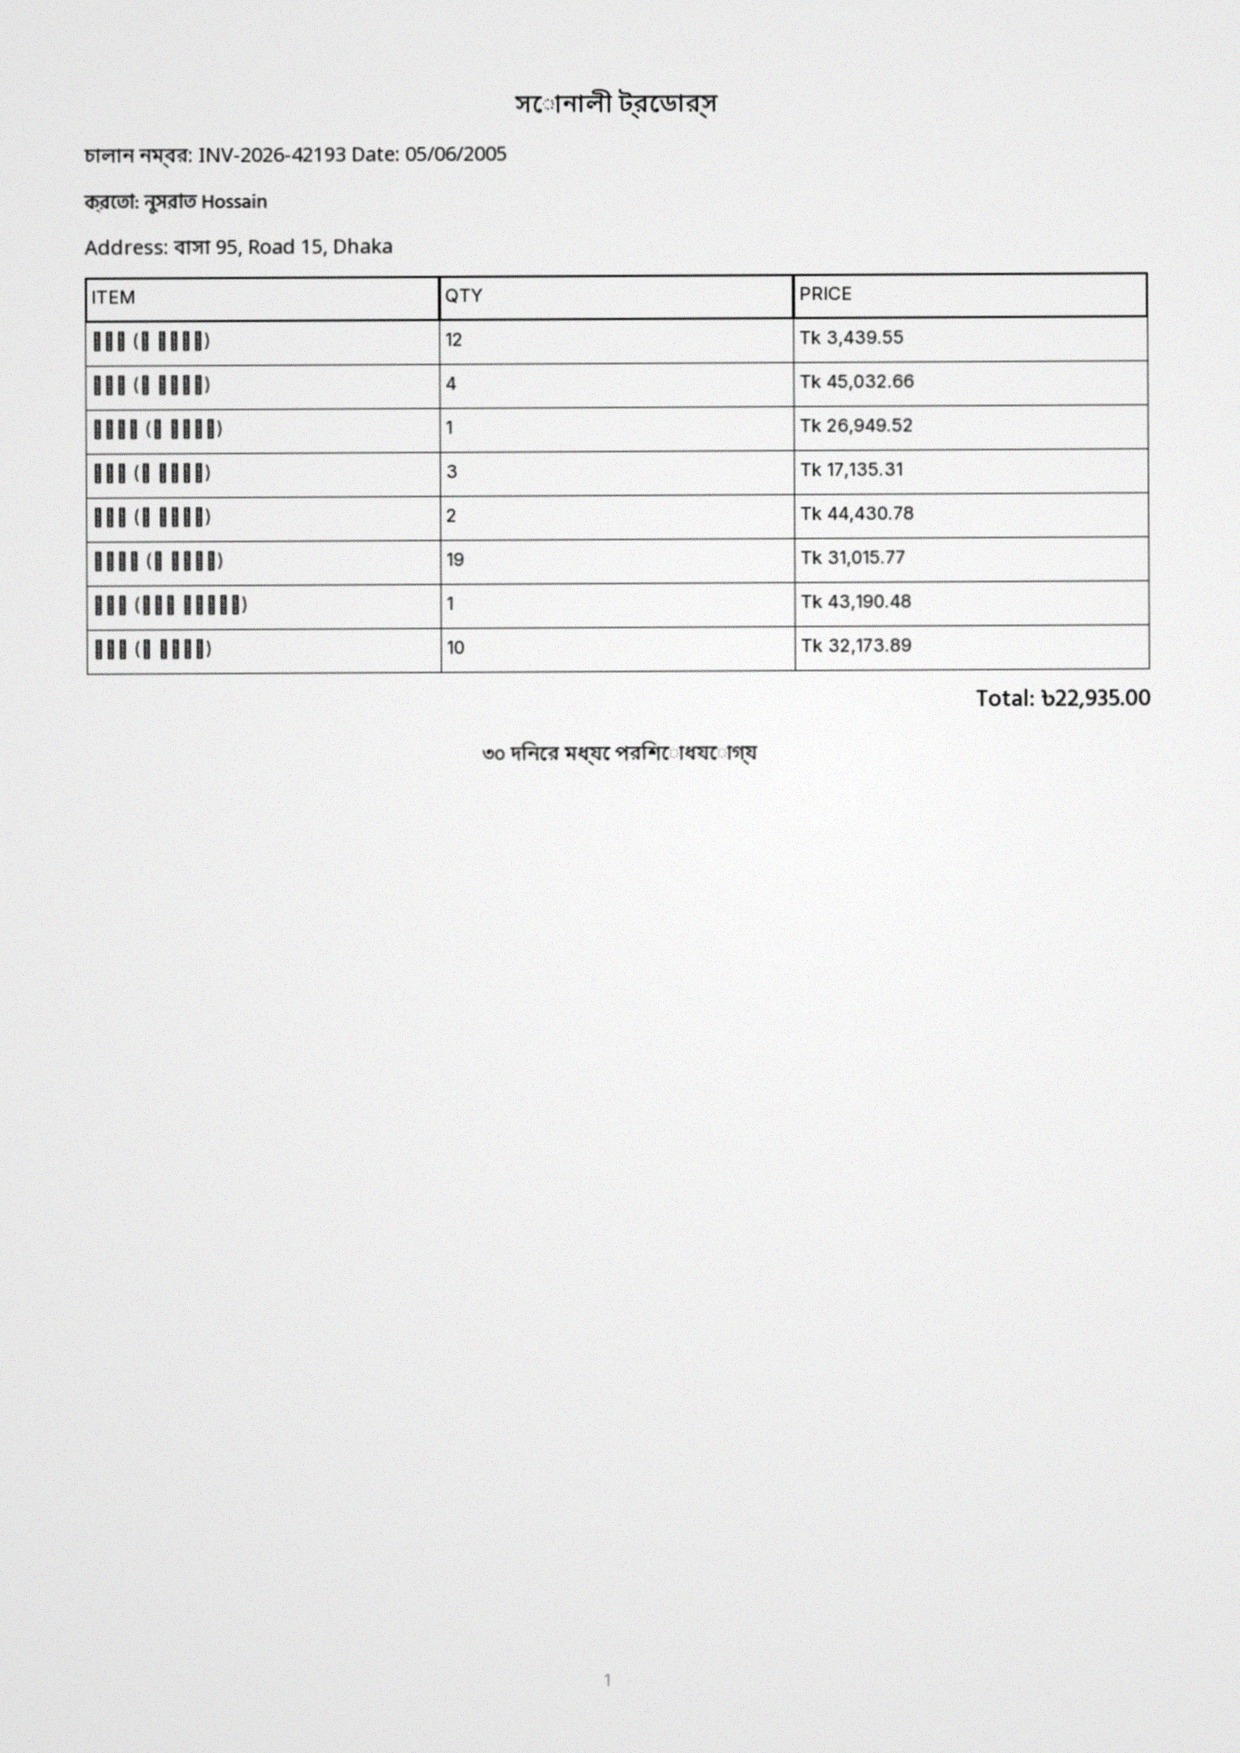 সোনালী ট্রেডার্স
চালান নম্বর: INV-2026-42193 Date: 05/06/2005
ক্রেতা: নুসরাত Hossain
Address: বাসা 95, Road 15, Dhaka
ITEM QTY PRICE
12 Tk 3,439.55
4 Tk 45,032.66
1 Tk 26,949.52
3 Tk 17,135.31
2 Tk 44,430.78
19 Tk 31,015.77
1 Tk 43,190.48
10 Tk 32,173.89
Total: ৳22,935.00
৩০ দিনের মধ্যে পরিশোধযোগ্য
1